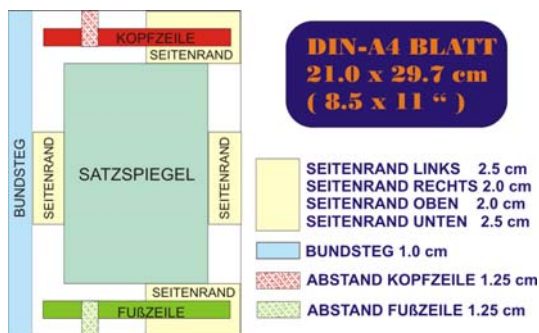 KOPFZEILE
SEITENRAND
BUNDSTEG
SEITENRAND
SATZSPIEGEL
SEITENRAND
SEITENRAND
FUßZEILE
DIN-A4 BLATT
21.0 x 29.7 cm
( 8.5 x 11 “ )
SEITENRAND LINKS 2.5 cm
SEITENRAND RECHTS 2.0 cm
SEITENRAND OBEN 2.0 cm
SEITENRAND UNTEN 2.5 cm
BUNDSTEG 1.0 cm
ABSTAND KOPFZEILE 1.25 cm
ABSTAND FUßZEILE 1.25 cm